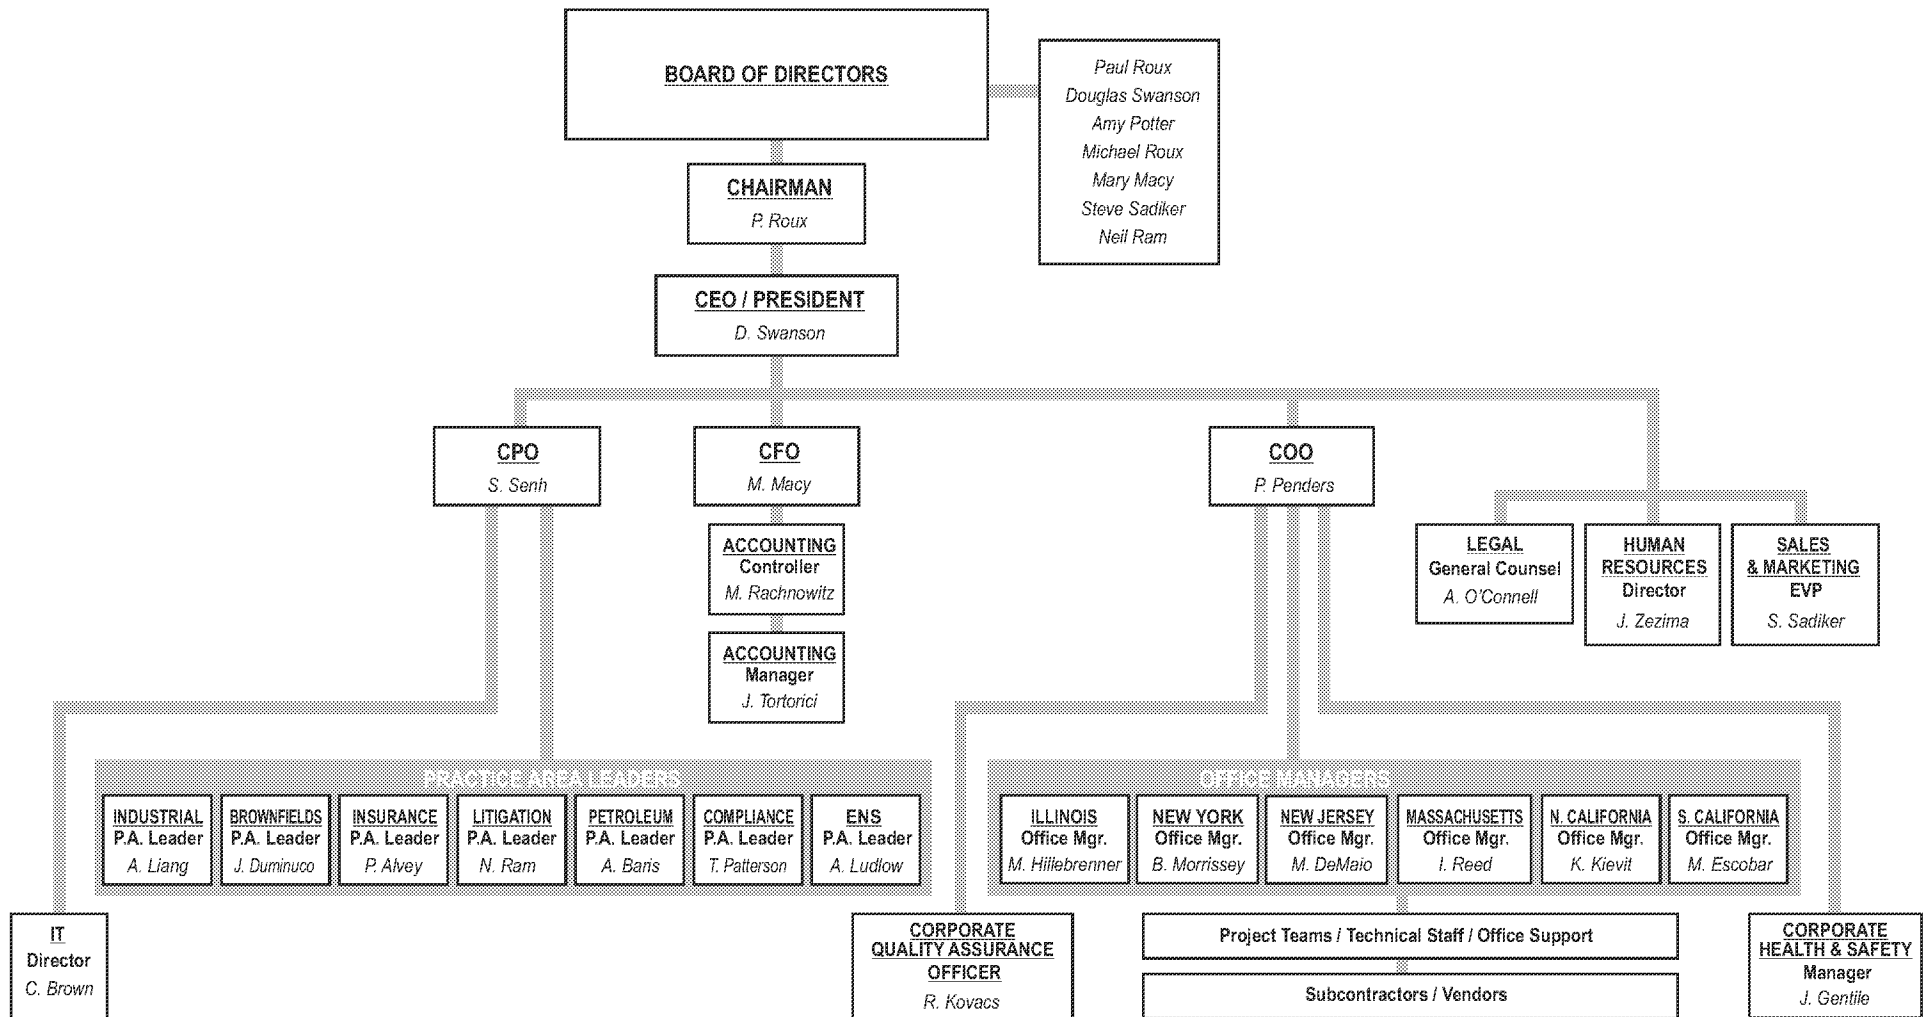 BOARD OF DIRECTORS
Paul Roux
Douglas Swanson
Amy Potter
Michael Roux
Mary Macy
Steve Sadiker
Neil Ram
CHAIRMAN
P. Roux
CEO / PRESIDENT
D. Swanson
CPO
S. Senh
CFO
M. Macy
COO
P. Penders
ACCOUNTING
Controller
M. Rachnowitz
ACCOUNTING
Manager
J. Tortorici
LEGAL
General Counsel
A. O'Connell
HUMAN
RESOURCES
Director
J. Zezima
SALES
& MARKETING
EVP
S. Sadiker
PRACTICE AREA LEADERS
INDUSTRIAL
P.A. Leader
A. Liang
BROWNFIELDS
P.A. Leader
J. Duminuco
INSURANCE
P.A. Leader
P. Alvey
LITIGATION
P.A. Leader
N. Ram
PETROLEUM
P.A. Leader
A. Baris
COMPLIANCE
P.A. Leader
T. Patterson
ENS
P.A. Leader
A. Ludlow
OFFICE MANAGERS
ILLINOIS
Office Mgr.
M. Hillebrenner
NEW YORK
Office Mgr.
B. Morrissey
NEW JERSEY
Office Mgr.
M. DeMaio
MASSACHUSETTS
Office Mgr.
I. Reed
N. CALIFORNIA
Office Mgr.
K. Kievit
S. CALIFORNIA
Office Mgr.
M. Escobar
IT
Director
C. Brown
CORPORATE
QUALITY ASSURANCE
OFFICER
R. Kovacs
Project Teams / Technical Staff / Office Support
Subcontractors / Vendors
CORPORATE
HEALTH & SAFETY
Manager
J. Gentile